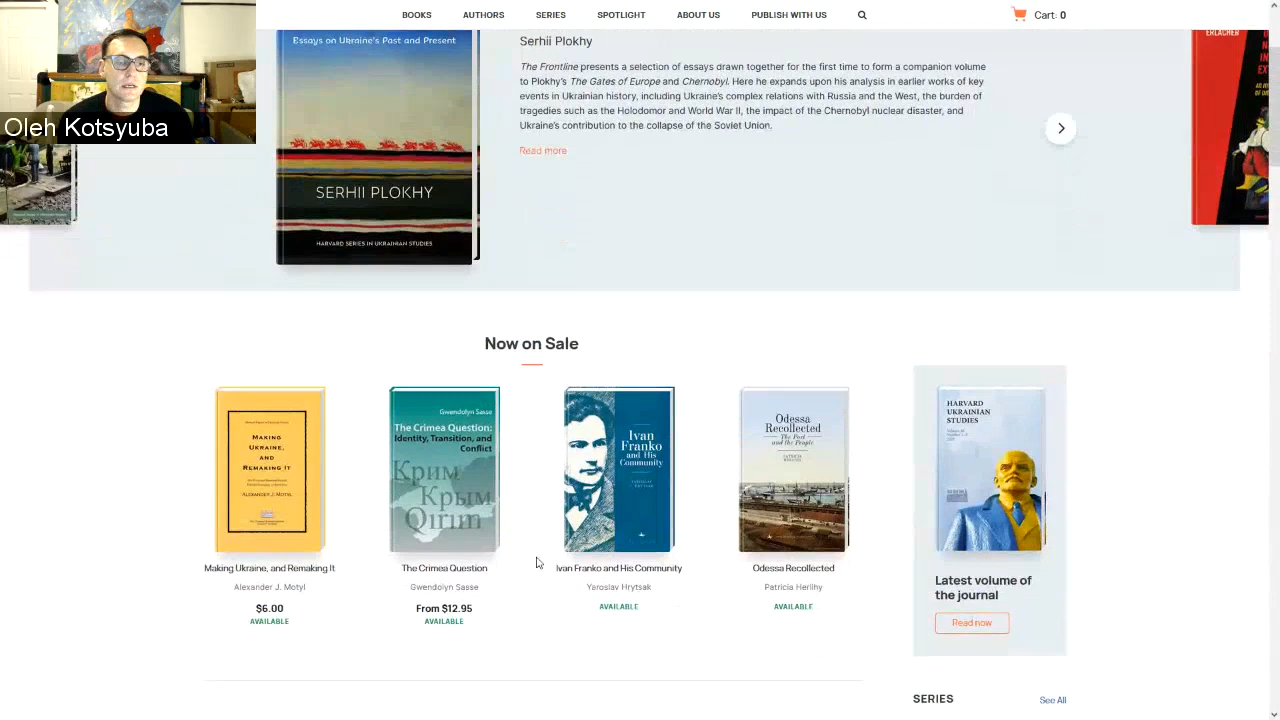 BOOKS AUTHORS SERIES SPOTLIGHT ABOUT US PUBLISH WITH US Cart: 0
Oleh Kotsyuba
Essays on Ukraine's Past and Present
SERHII PLOKHY
HARVARD SERIES IN UKRAINIAN STUDIES
Serhii Plokhy
The Frontline presents a selection of essays drawn together for the first time to form a companion volume
to Plokhy's The Gates of Europe and Chernobyl. Here he expands upon his analysis in earlier works of key
events in Ukrainian history, including Ukraine's complex relations with Russia and the West, the burden of
tragedies such as the Holodomor and World War II, the impact of the Chernobyl nuclear disaster, and
Ukraine's contribution to the collapse of the Soviet Union.
Read more
ERLACHER
Now on Sale
MAKING
UKRAINE,
AND
REMAKING IT
ALEXANDER J. MOTYL
Making Ukraine, and Remaking It
Alexander J. Motyl
$6.00
AVAILABLE
Gwendolyn Sasse
The Crimea Question:
Identity, Transition, and
Conflict
Крим
Крым
Qırım
The Crimea Question
Gwendolyn Sasse
From $12.95
AVAILABLE
Ivan
Franko
and His
Community
YAROSLAV HRYTSAK
Ivan Franko and His Community
Yaroslav Hrytsak
AVAILABLE
Odessa
Recollected
The Port
and the People
PATRICIA HERLIHY
Odessa Recollected
Patricia Herlihy
AVAILABLE
HARVARD
UKRAINIAN
STUDIES
Latest volume of
the journal
Read now
SERIES See All